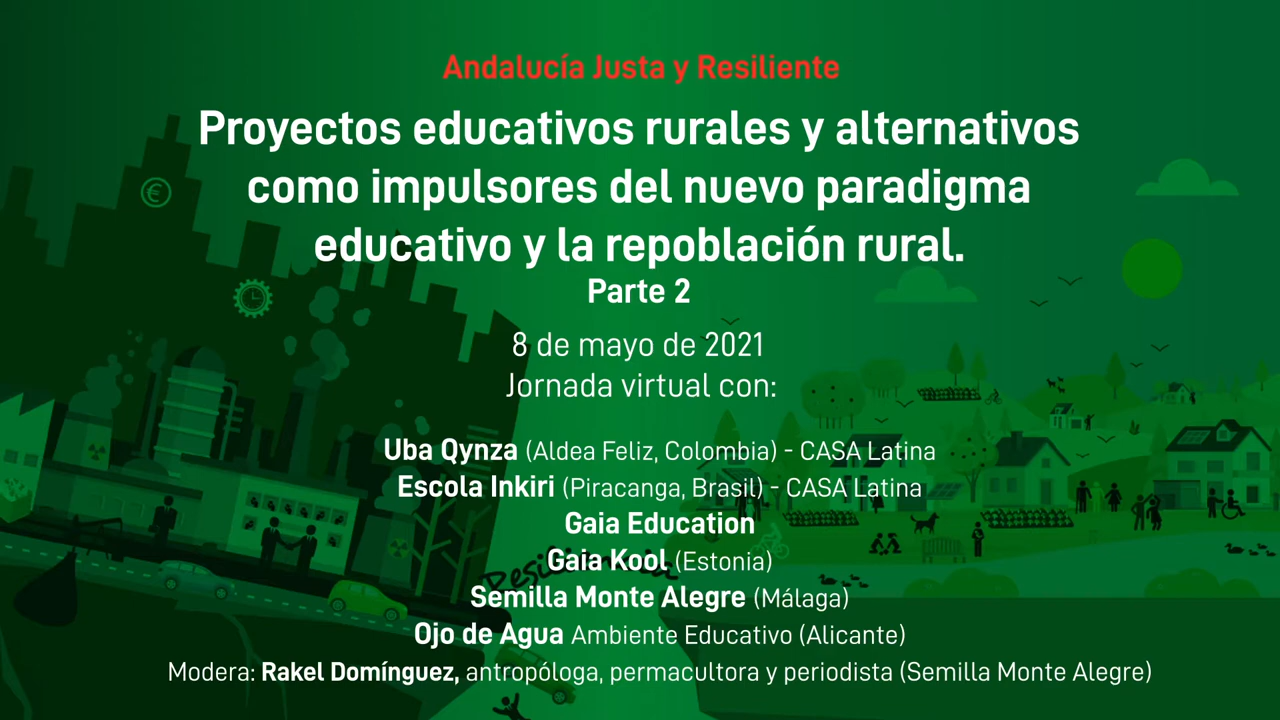 Andalucía Justa y Resiliente
Proyectos educativos rurales y alternativos
como impulsores del nuevo paradigma
educativo y la repoblación rural.
Parte 2
8 de mayo de 2021
Jornada virtual con:
Uba Qynza (Aldea Feliz, Colombia) - CASA Latina
Escola Inkiri (Piracanga, Brasil) - CASA Latina
Gaia Education
Gaia Kool (Estonia)
Resiliencia
Semilla Monte Alegre (Málaga)
Ojo de Agua Ambiente Educativo (Alicante)
Modera: Rakel Domínguez, antropóloga, permacultora y periodista (Semilla Monte Alegre)